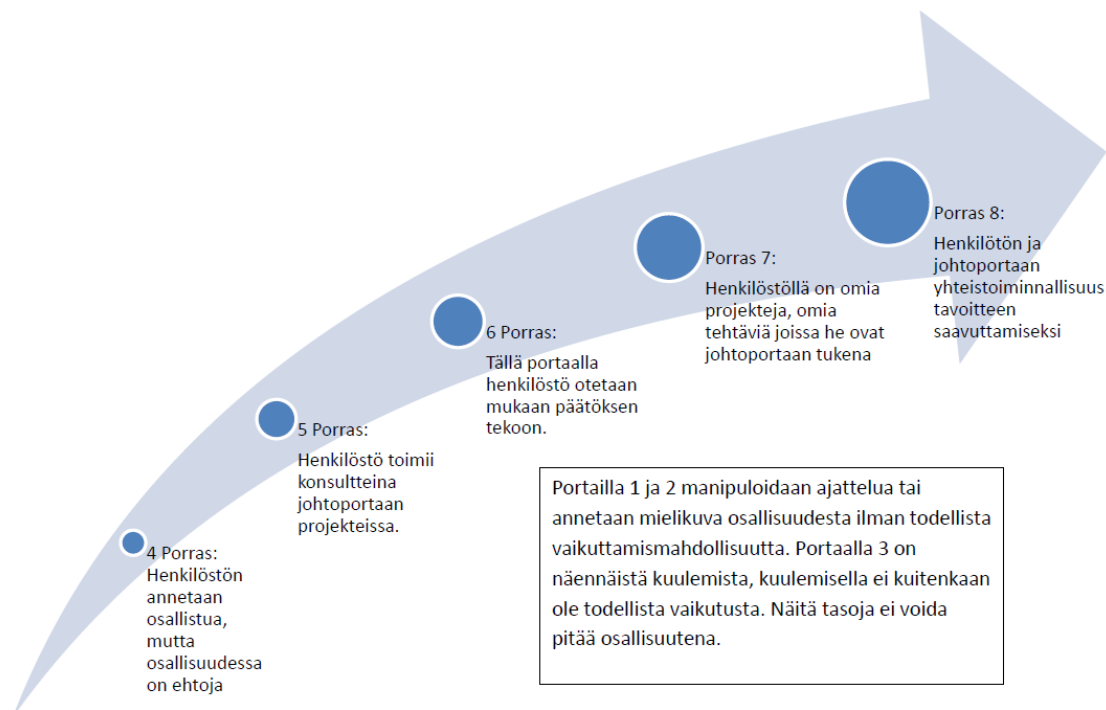 4 Porras:
Henkilöstön
annetaan
osallistua,
mutta
osallisuudessa
on ehtoja
5 Porras:
Henkilöstö toimii
konsultteina
johtoportaan
projekteissa.
6 Porras:
Tällä portaalla
henkilöstö otetaan
mukaan päätöksen
tekoon.
Porras 7:
Henkilöstöllä on omia
projekteja, omia
tehtäviä joissa he ovat
johtoportaan tukena
Porras 8:
Henkilötön ja
johtoportaan
yhteistoiminnallisuus
tavoitteen
saavuttamiseksi
Portailla 1 ja 2 manipuloidaan ajattelua tai
annetaan mielikuva osallisuudesta ilman todellista
vaikuttamismahdollisuutta. Portaalla 3 on
näennäistä kuulemista, kuulemisella ei kuitenkaan
ole todellista vaikutusta. Näitä tasoja ei voida
pitää osallisuutena.